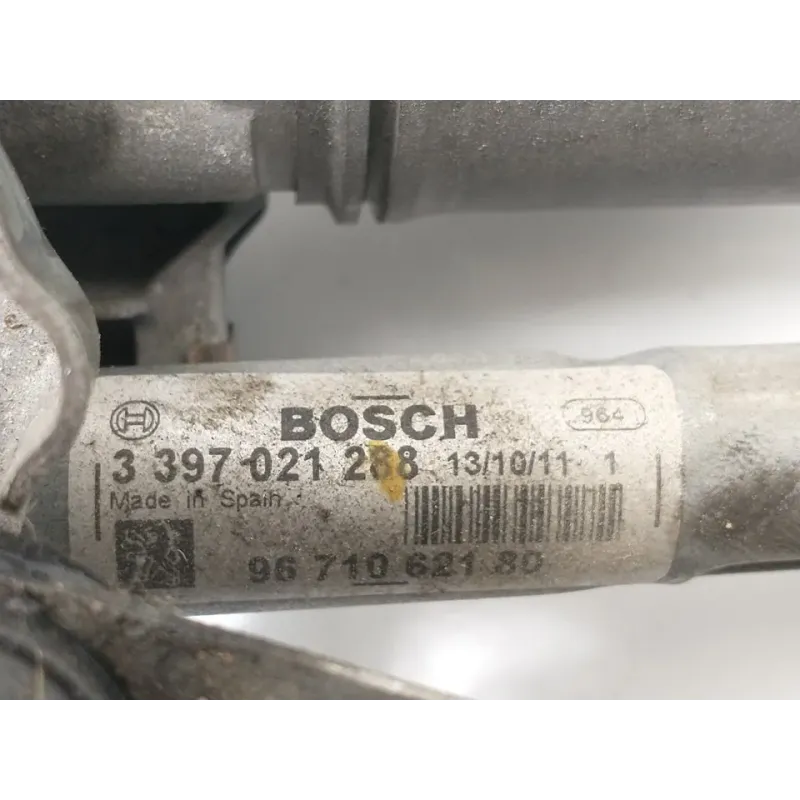 BOSCH 964
3 397 021 288 13/10/11 1
Made in Spain
96 710 621 80